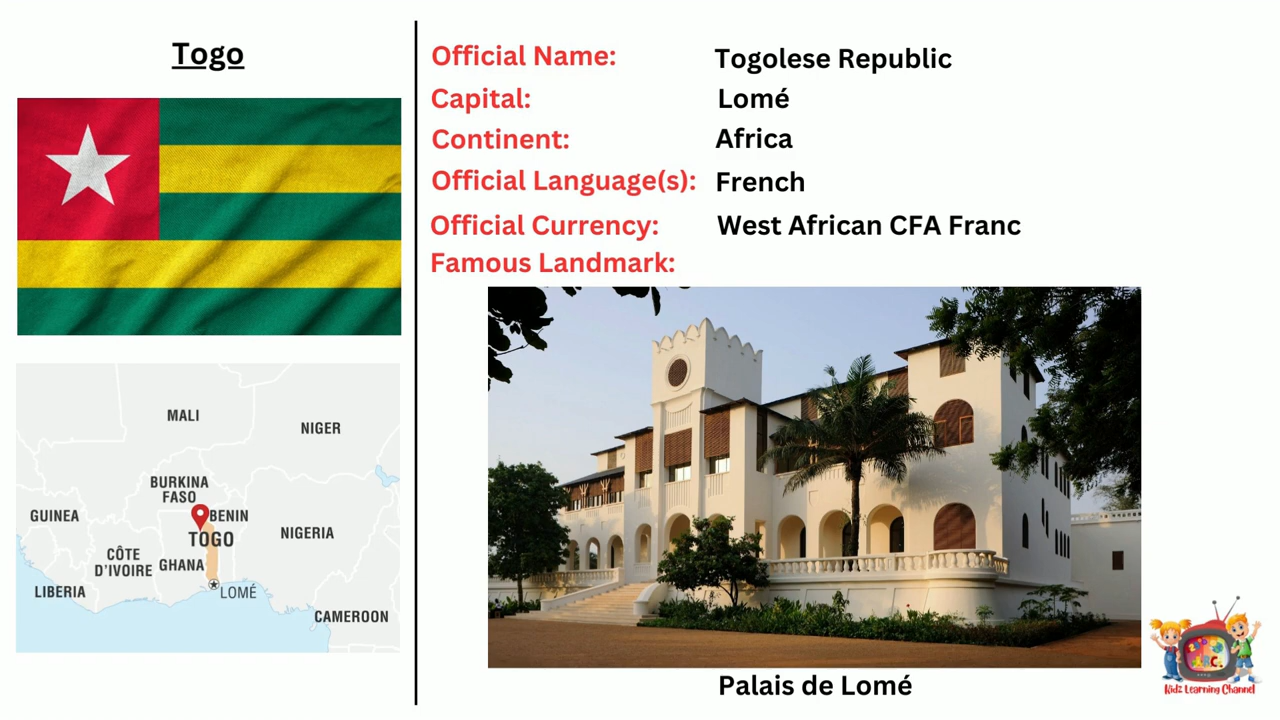 Togo
Official Name: Togolese Republic
Capital: Lomé
Continent: Africa
Official Language(s): French
Official Currency: West African CFA Franc
Famous Landmark:
MALI
NIGER
BURKINA
FASO
GUINEA
BENIN
NIGERIA
TOGO
CÔTE
D'IVOIRE
GHANA
LIBERIA
LOMÉ
CAMEROON
Palais de Lomé
Kidz Learning Channel